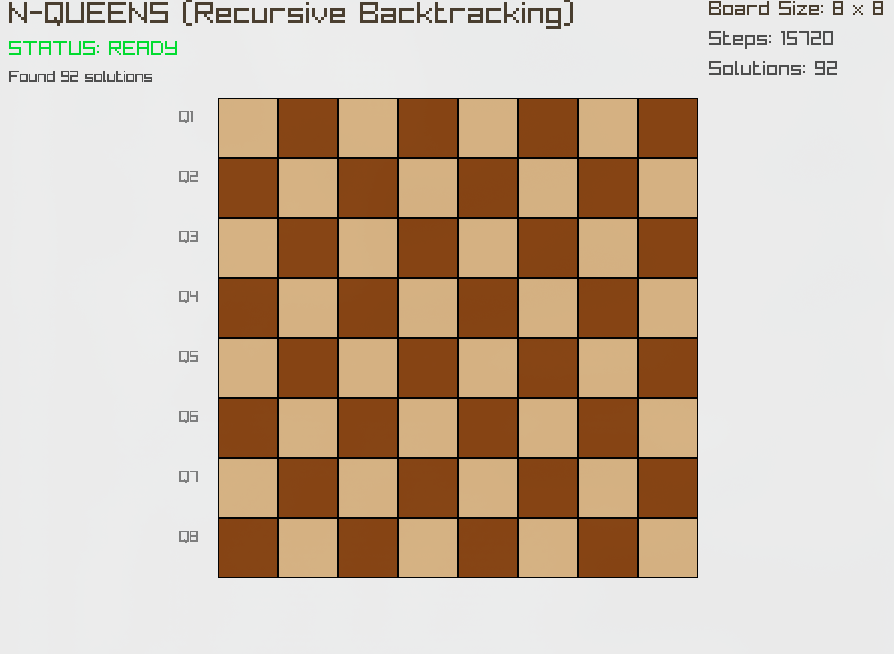 N-QUEENS (Recursive Backtracking)
STATUS: READY
Found 92 solutions
Board Size: 8 x 8
Steps: 15720
Solutions: 92
Q1
Q2
Q3
Q4
Q5
Q6
Q7
Q8